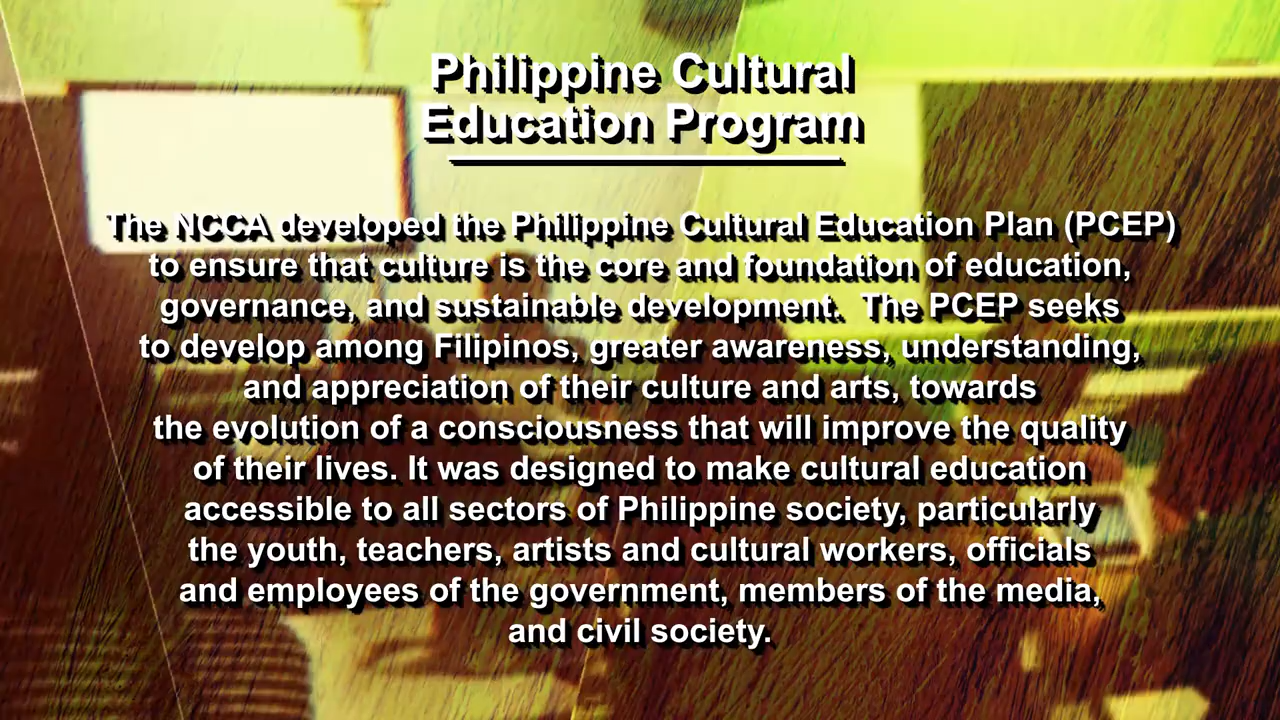 Philippine Cultural
Education Program
The NCCA developed the Philippine Cultural Education Plan (PCEP)
to ensure that culture is the core and foundation of education,
governance, and sustainable development.  The PCEP seeks
to develop among Filipinos, greater awareness, understanding,
and appreciation of their culture and arts, towards
the evolution of a consciousness that will improve the quality
of their lives. It was designed to make cultural education
accessible to all sectors of Philippine society, particularly
the youth, teachers, artists and cultural workers, officials
and employees of the government, members of the media,
and civil society.